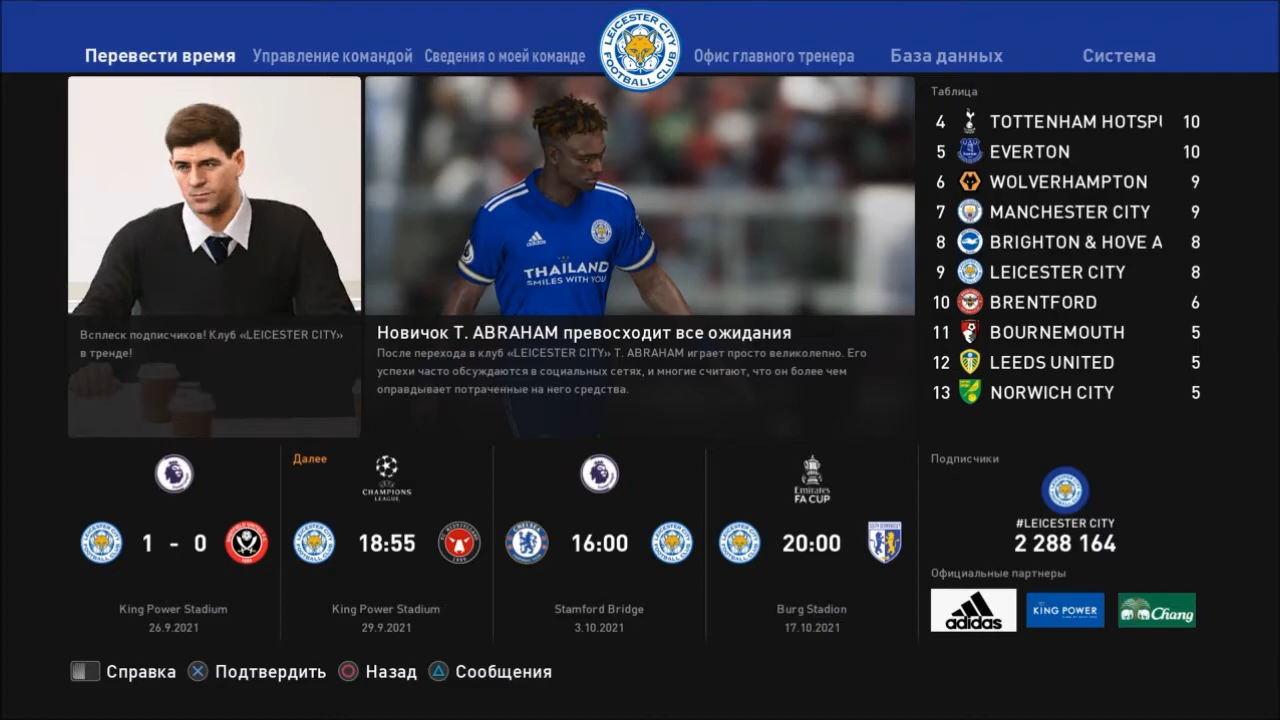 Перевести время
Управление командой
Сведения о моей команде
LEICESTER CITY
FOOTBALL CLUB
Офис главного тренера
База данных
Система
Всплеск подписчиков! Клуб «LEICESTER CITY»
в тренде!
adidas
THAILAND
SMILES WITH YOU
Новичок T. ABRAHAM превосходит все ожидания
После перехода в клуб «LEICESTER CITY» T. ABRAHAM играет просто великолепно. Его
успехи часто обсуждаются в социальных сетях, и многие считают, что он более чем
оправдывает потраченные на него средства.
Таблица
4 TOTTENHAM HOTSPU 10
5 EVERTON 10
6 WOLVERHAMPTON 9
7 MANCHESTER CITY 9
8 BRIGHTON & HOVE A 8
9 LEICESTER CITY 8
10 BRENTFORD 6
11 BOURNEMOUTH 5
12 LEEDS UNITED 5
13 NORWICH CITY 5
1 - 0
King Power Stadium
26.9.2021
Далее
CHAMPIONS
LEAGUE
18:55
King Power Stadium
29.9.2021
16:00
Stamford Bridge
3.10.2021
Emirates
FA CUP
20:00
Burg Stadion
17.10.2021
Подписчики
#LEICESTER CITY
2 288 164
Официальные партнеры
adidas
KING POWER
Chang
Справка
Подтвердить
Назад
Сообщения